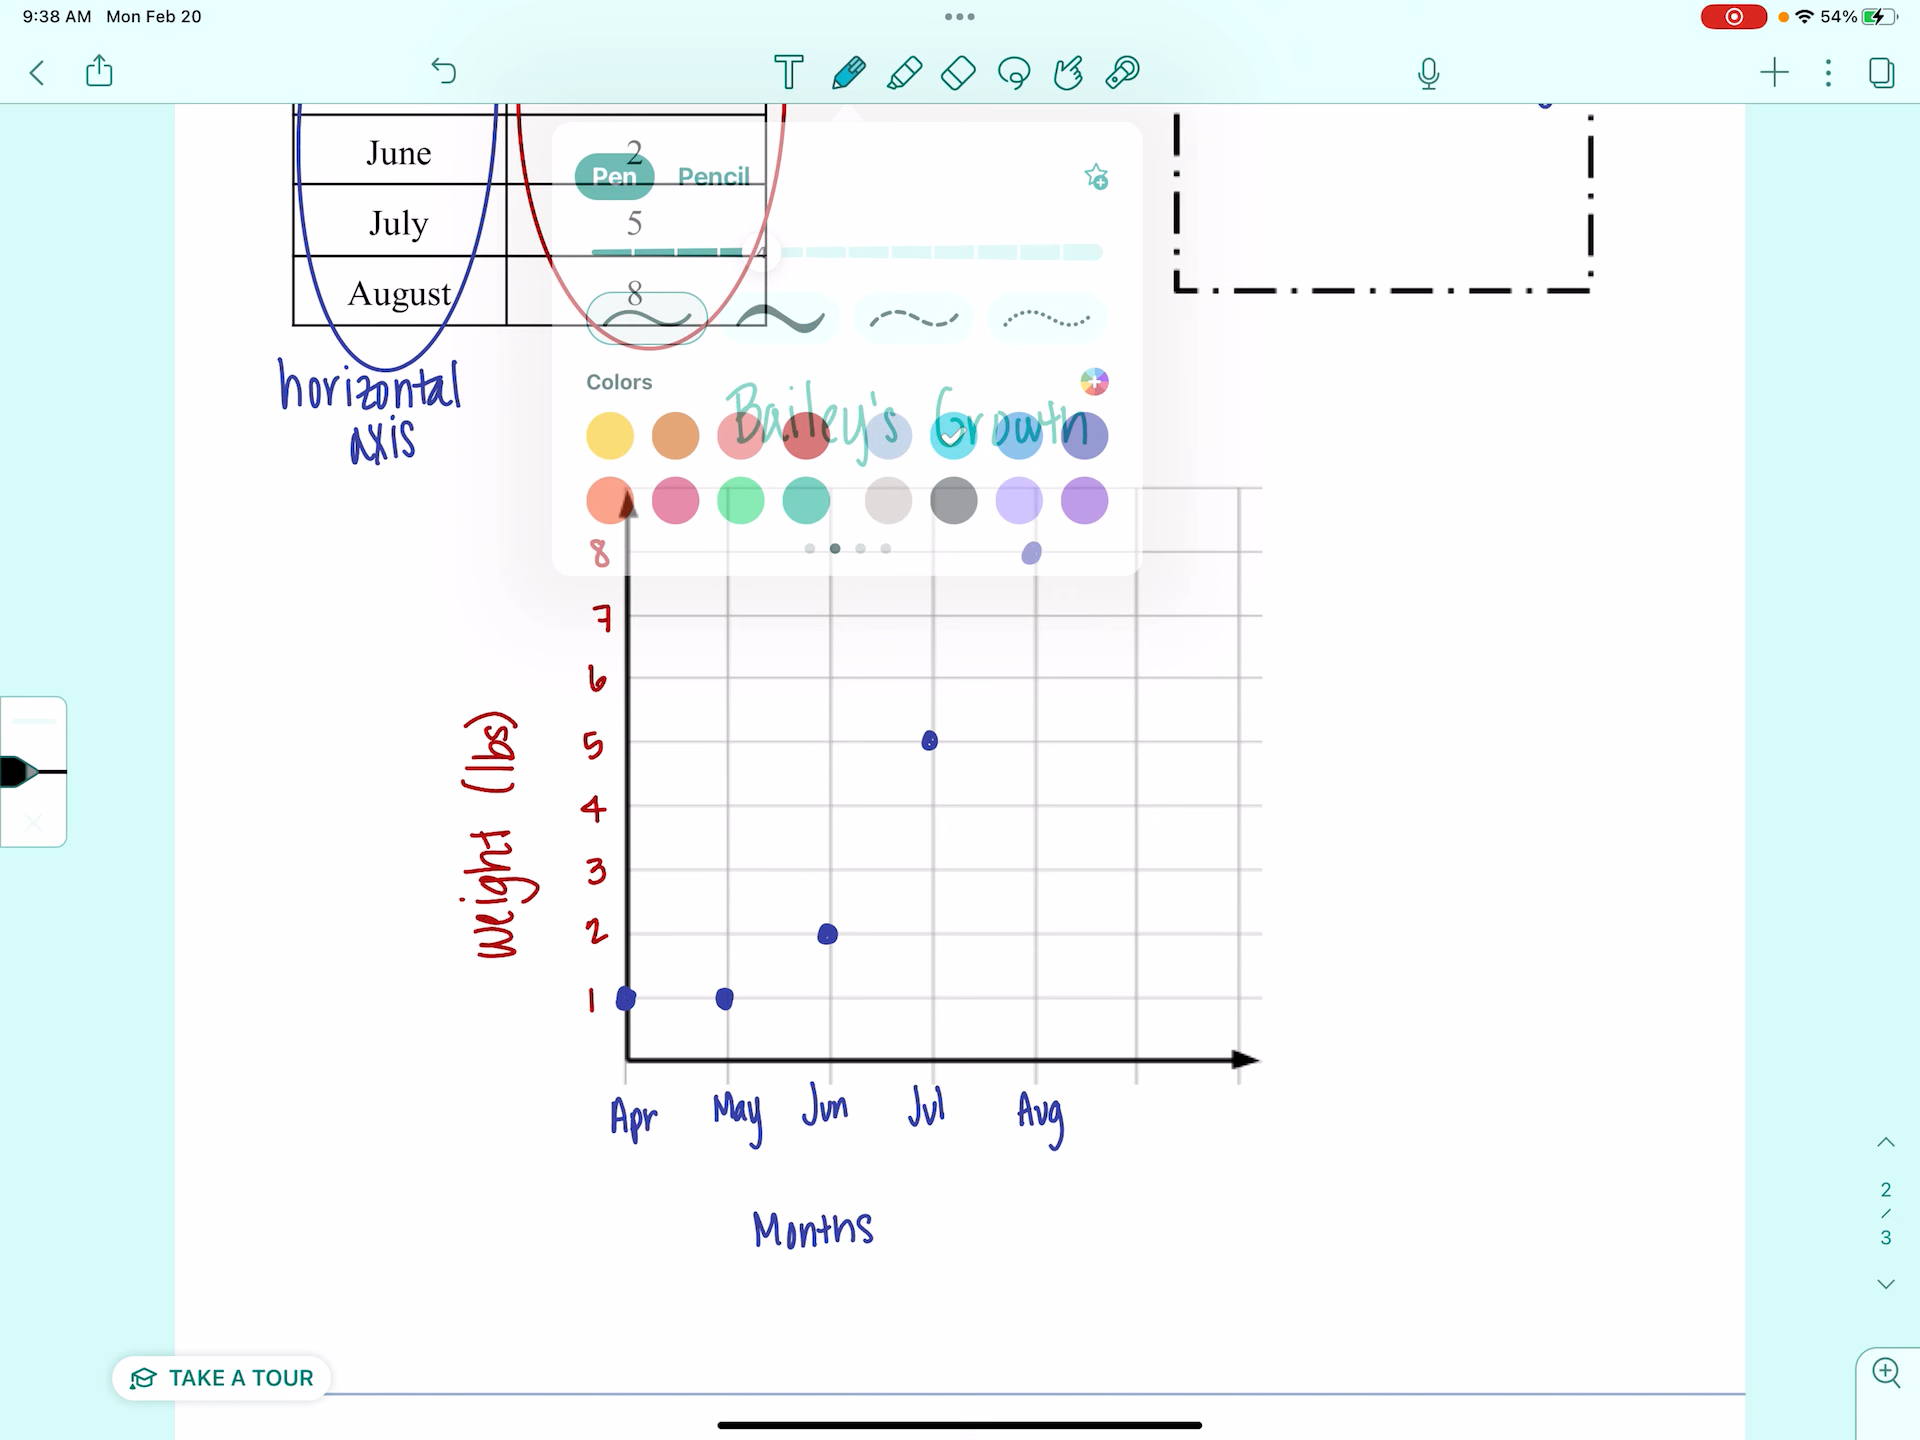 9:38 AM Mon Feb 20
54%
June 2
July 5
August 8
Pen Pencil
Colors
horizontal
axis
Bailey's Growth
8
7
6
5
4
3
2
1
Weight (lbs)
Apr May Jun Jul Aug
Months
2
/
3
TAKE A TOUR